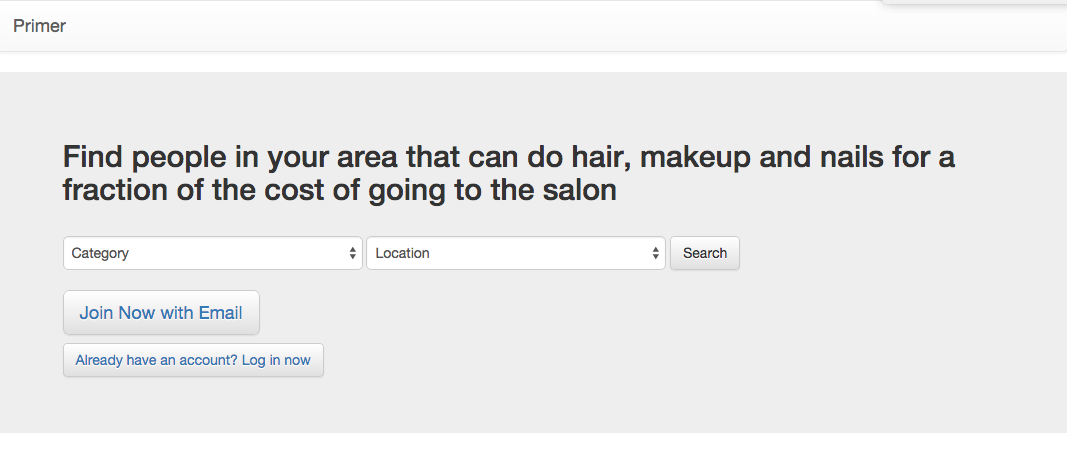 Primer
Find people in your area that can do hair, makeup and nails for a
fraction of the cost of going to the salon
Category Location Search
Join Now with Email
Already have an account? Log in now